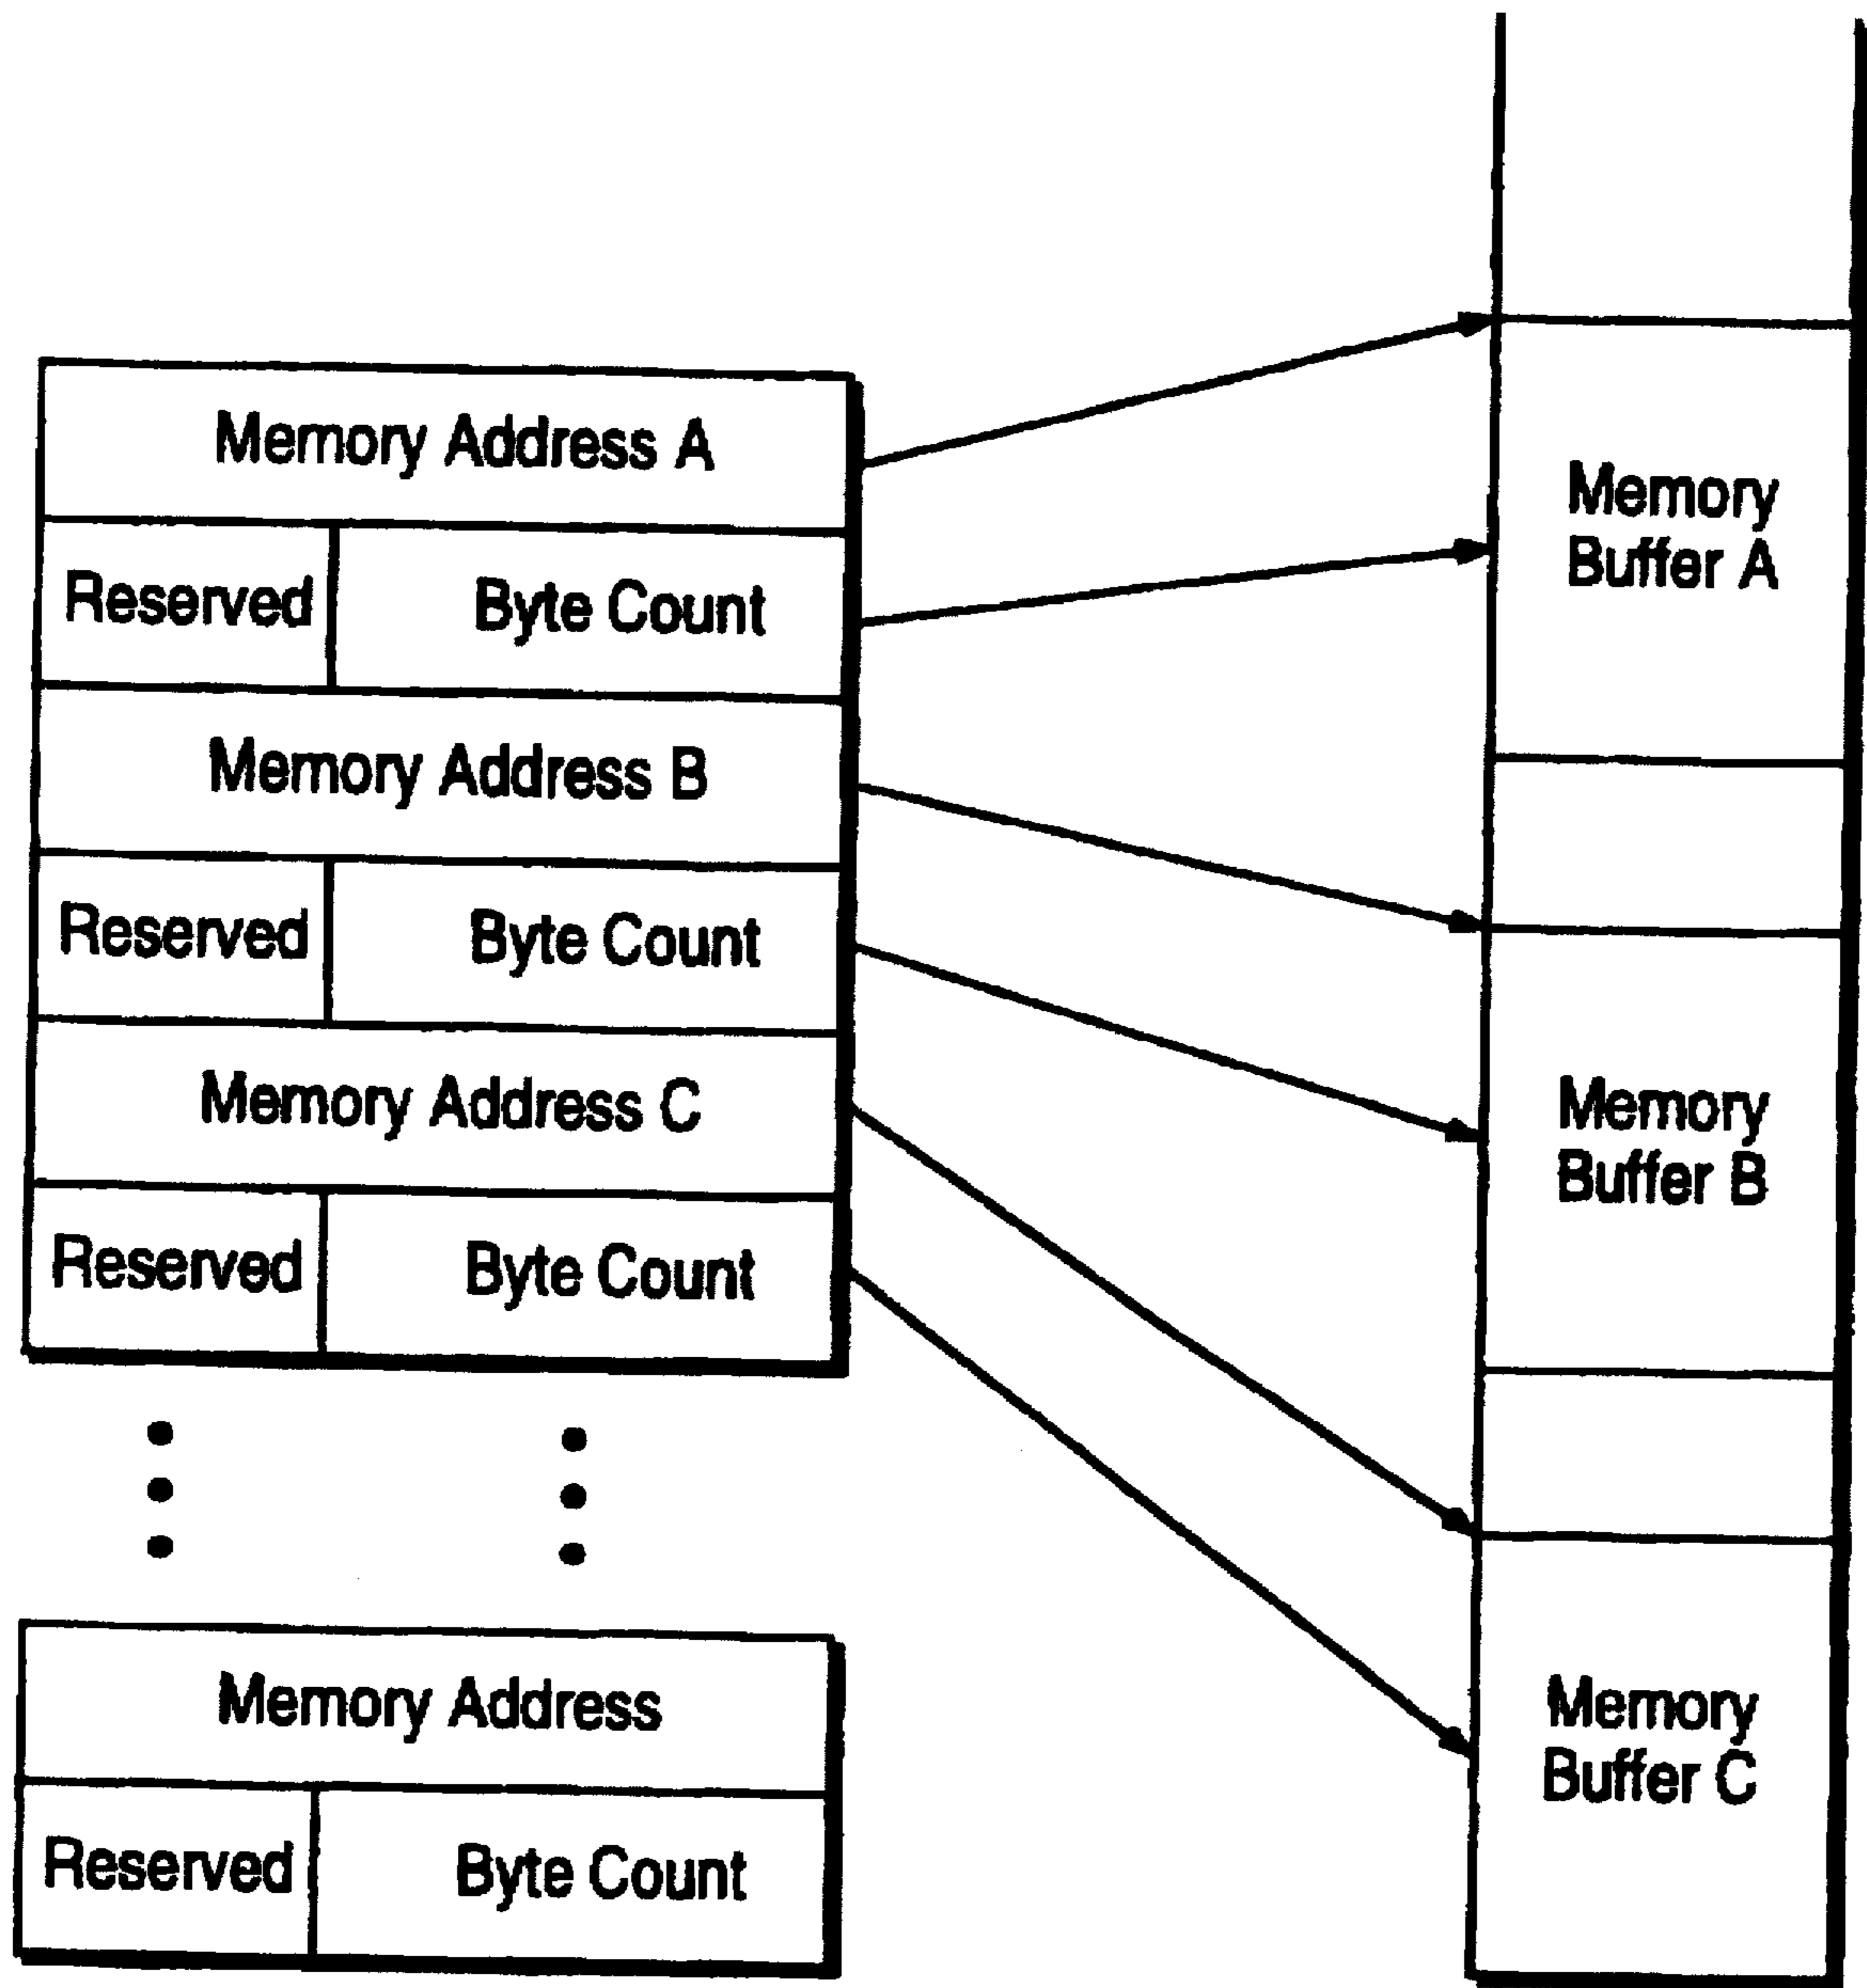 Memory Address A
Reserved Byte Count
Memory Address B
Reserved Byte Count
Memory Address C
Reserved Byte Count
Memory Address
Reserved Byte Count
Memory
Buffer A
Memory
Buffer B
Memory
Buffer C